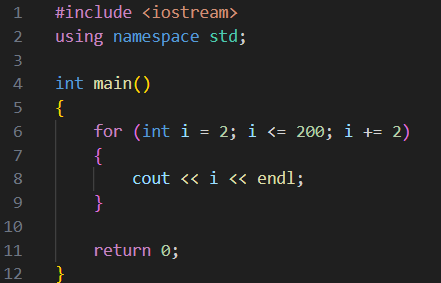 1 #include <iostream>
2 using namespace std;
3
4 int main()
5 {
6     for (int i = 2; i <= 200; i += 2)
7     {
8         cout << i << endl;
9     }
10
11     return 0;
12 }